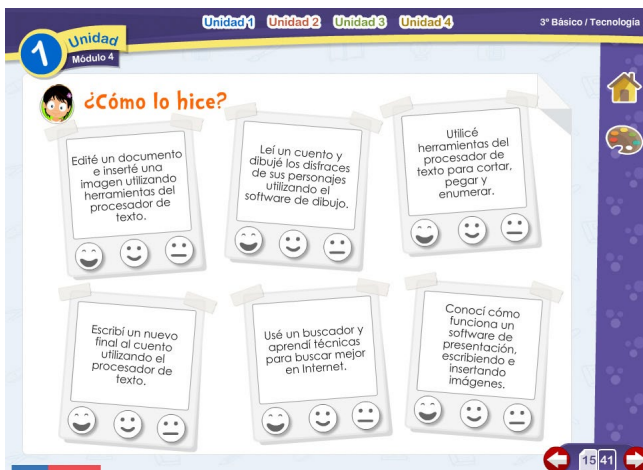 Unidad 1 Unidad 2 Unidad 3 Unidad 4
3º Básico / Tecnología
1
Unidad
Módulo 4
¿Cómo lo hice?
Edité un documento
e inserté una
imagen utilizando
herramientas del
procesador de
texto.
Leí un cuento y
dibujé los disfraces
de sus personajes
utilizando el
software de dibujo.
Utilicé
herramientas del
procesador de
texto para cortar,
pegar y
enumerar.
Escribí un nuevo
final al cuento
utilizando el
procesador de
texto.
Usé un buscador y
aprendí técnicas
para buscar mejor
en Internet.
Conocí cómo
funciona un
software de
presentación,
escribiendo e
insertando
imágenes.
15 41